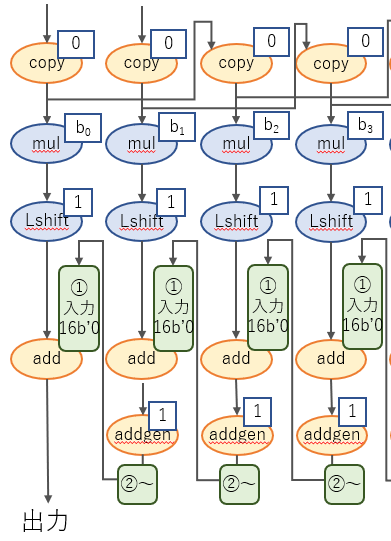 0 0 0 0
copy copy copy copy
b₀ b₁ b₂ b₃
mul mul mul mul
1 1 1 1
Lshift Lshift Lshift Lshift
① ① ① ①
入力 入力 入力 入力
16b'0 16b'0 16b'0 16b'0
add add add add
1 1 1
addgen addgen addgen
②~ ②~ ②~
出力